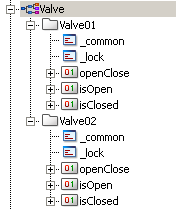 Valve
Valve01
_common
_lock
openClose
isOpen
isClosed
Valve02
_common
_lock
openClose
isOpen
isClosed